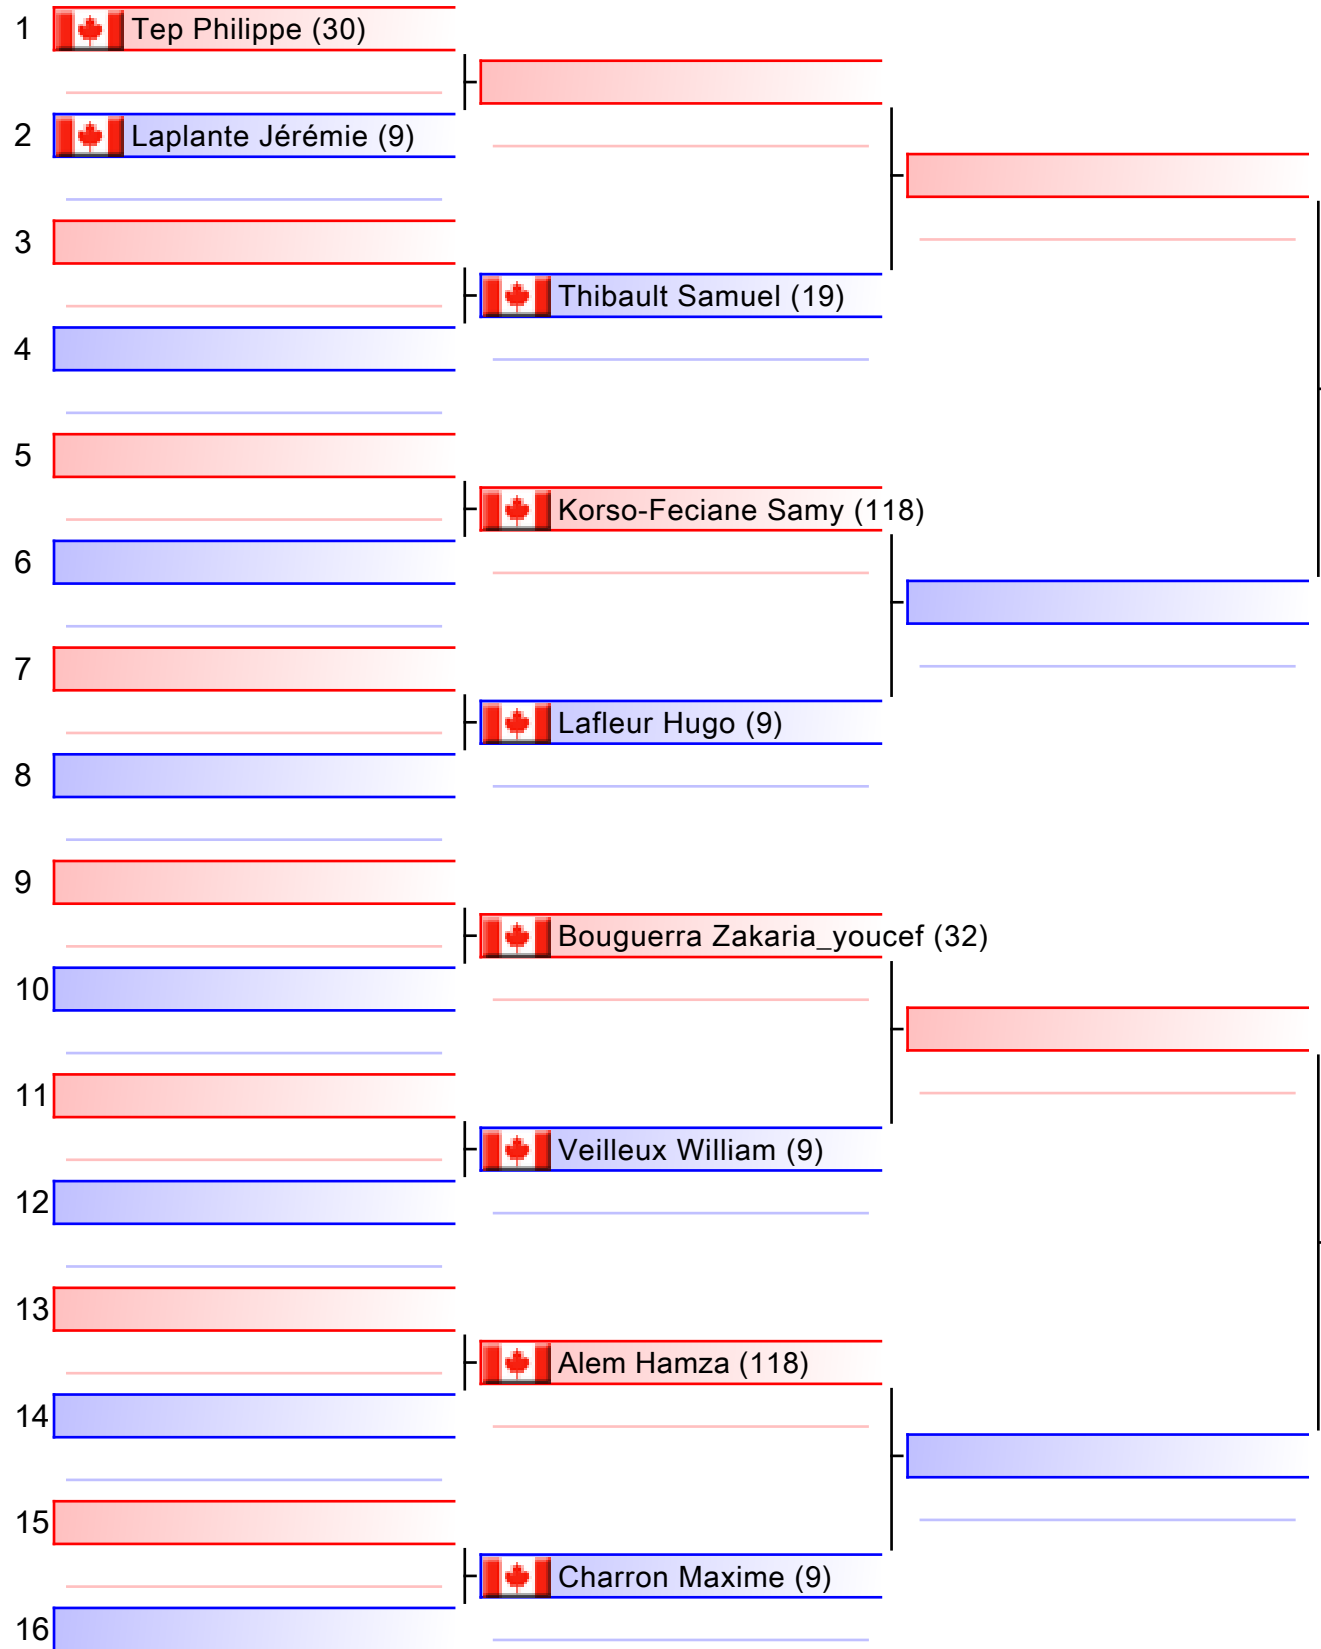 1 Tep Philippe (30)
2 Laplante Jérémie (9)
3
Thibault Samuel (19)
4
5
Korso-Feciane Samy (118)
6
7
Lafleur Hugo (9)
8
9
Bouguerra Zakaria_youcef (32)
10
11
Veilleux William (9)
12
13
Alem Hamza (118)
14
15
Charron Maxime (9)
16